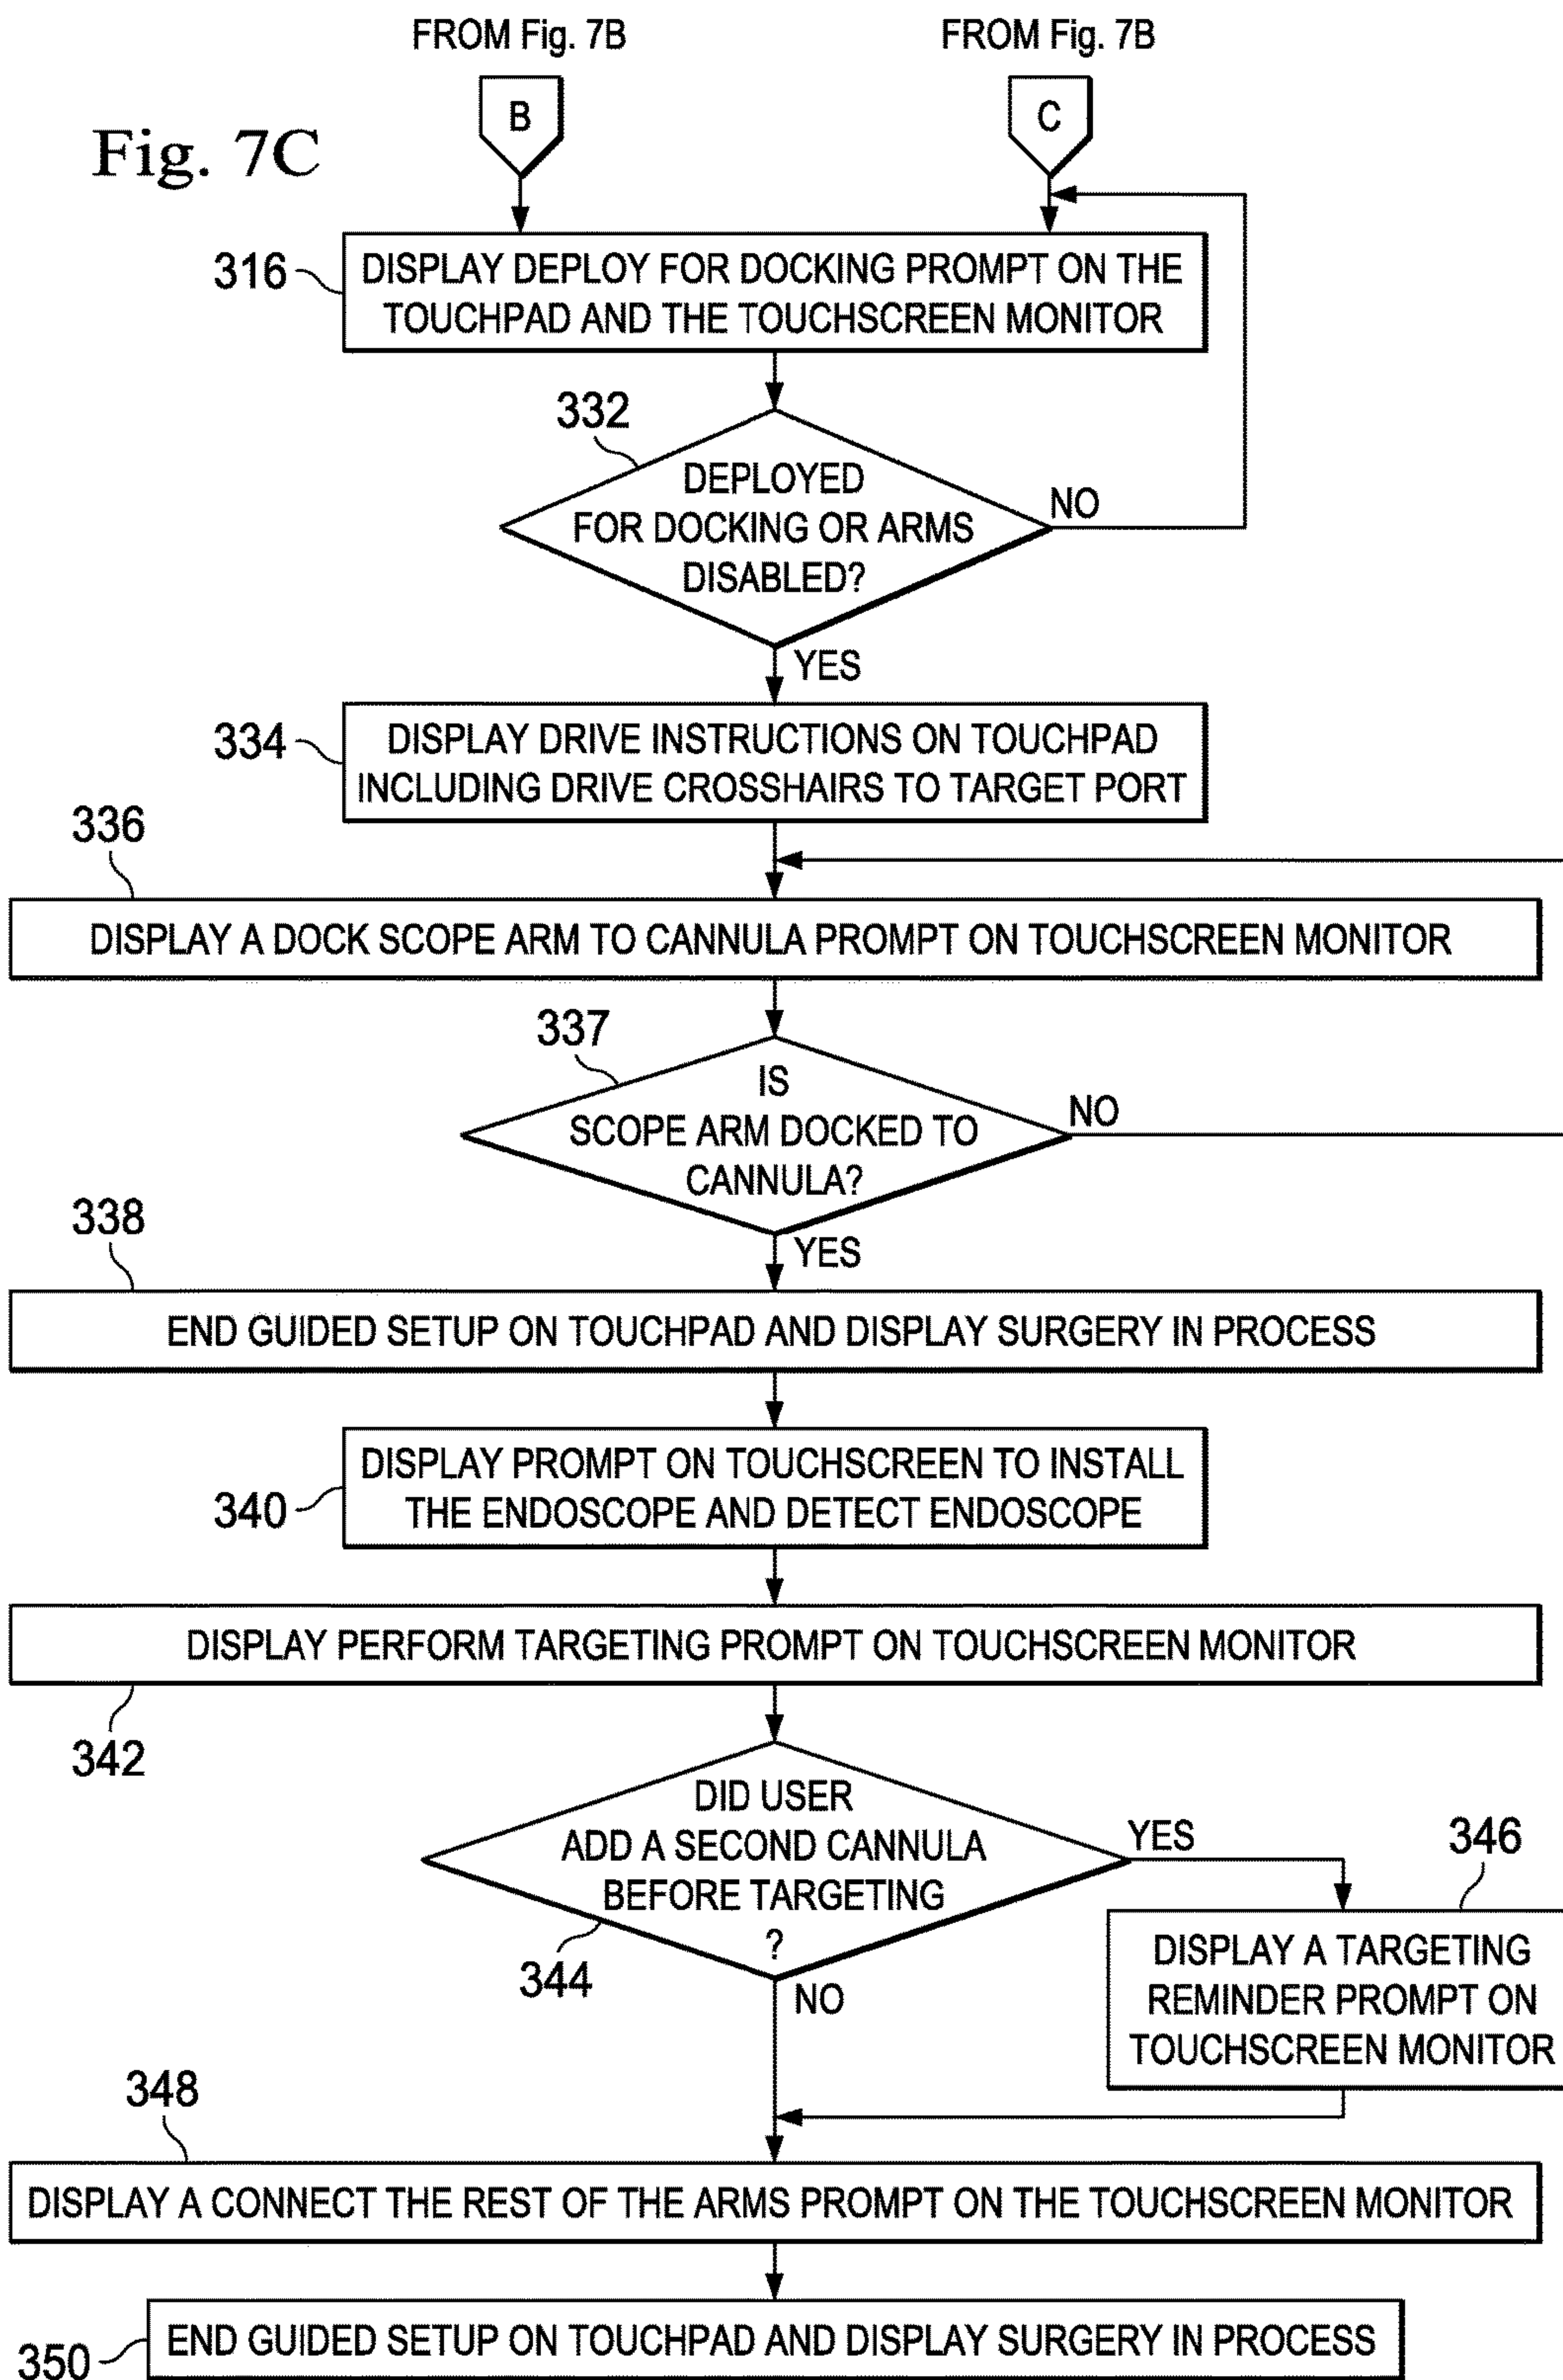 FROM Fig. 7B
FROM Fig. 7B
B
C
Fig. 7C
316
DISPLAY DEPLOY FOR DOCKING PROMPT ON THE
TOUCHPAD AND THE TOUCHSCREEN MONITOR
332
DEPLOYED
FOR DOCKING OR ARMS
DISABLED?
NO
YES
334
DISPLAY DRIVE INSTRUCTIONS ON TOUCHPAD
INCLUDING DRIVE CROSSHAIRS TO TARGET PORT
336
DISPLAY A DOCK SCOPE ARM TO CANNULA PROMPT ON TOUCHSCREEN MONITOR
337
IS
SCOPE ARM DOCKED TO
CANNULA?
NO
YES
338
END GUIDED SETUP ON TOUCHPAD AND DISPLAY SURGERY IN PROCESS
340
DISPLAY PROMPT ON TOUCHSCREEN TO INSTALL
THE ENDOSCOPE AND DETECT ENDOSCOPE
DISPLAY PERFORM TARGETING PROMPT ON TOUCHSCREEN MONITOR
342
DID USER
ADD A SECOND CANNULA
BEFORE TARGETING
?
344
YES
NO
346
DISPLAY A TARGETING
REMINDER PROMPT ON
TOUCHSCREEN MONITOR
348
DISPLAY A CONNECT THE REST OF THE ARMS PROMPT ON THE TOUCHSCREEN MONITOR
350
END GUIDED SETUP ON TOUCHPAD AND DISPLAY SURGERY IN PROCESS